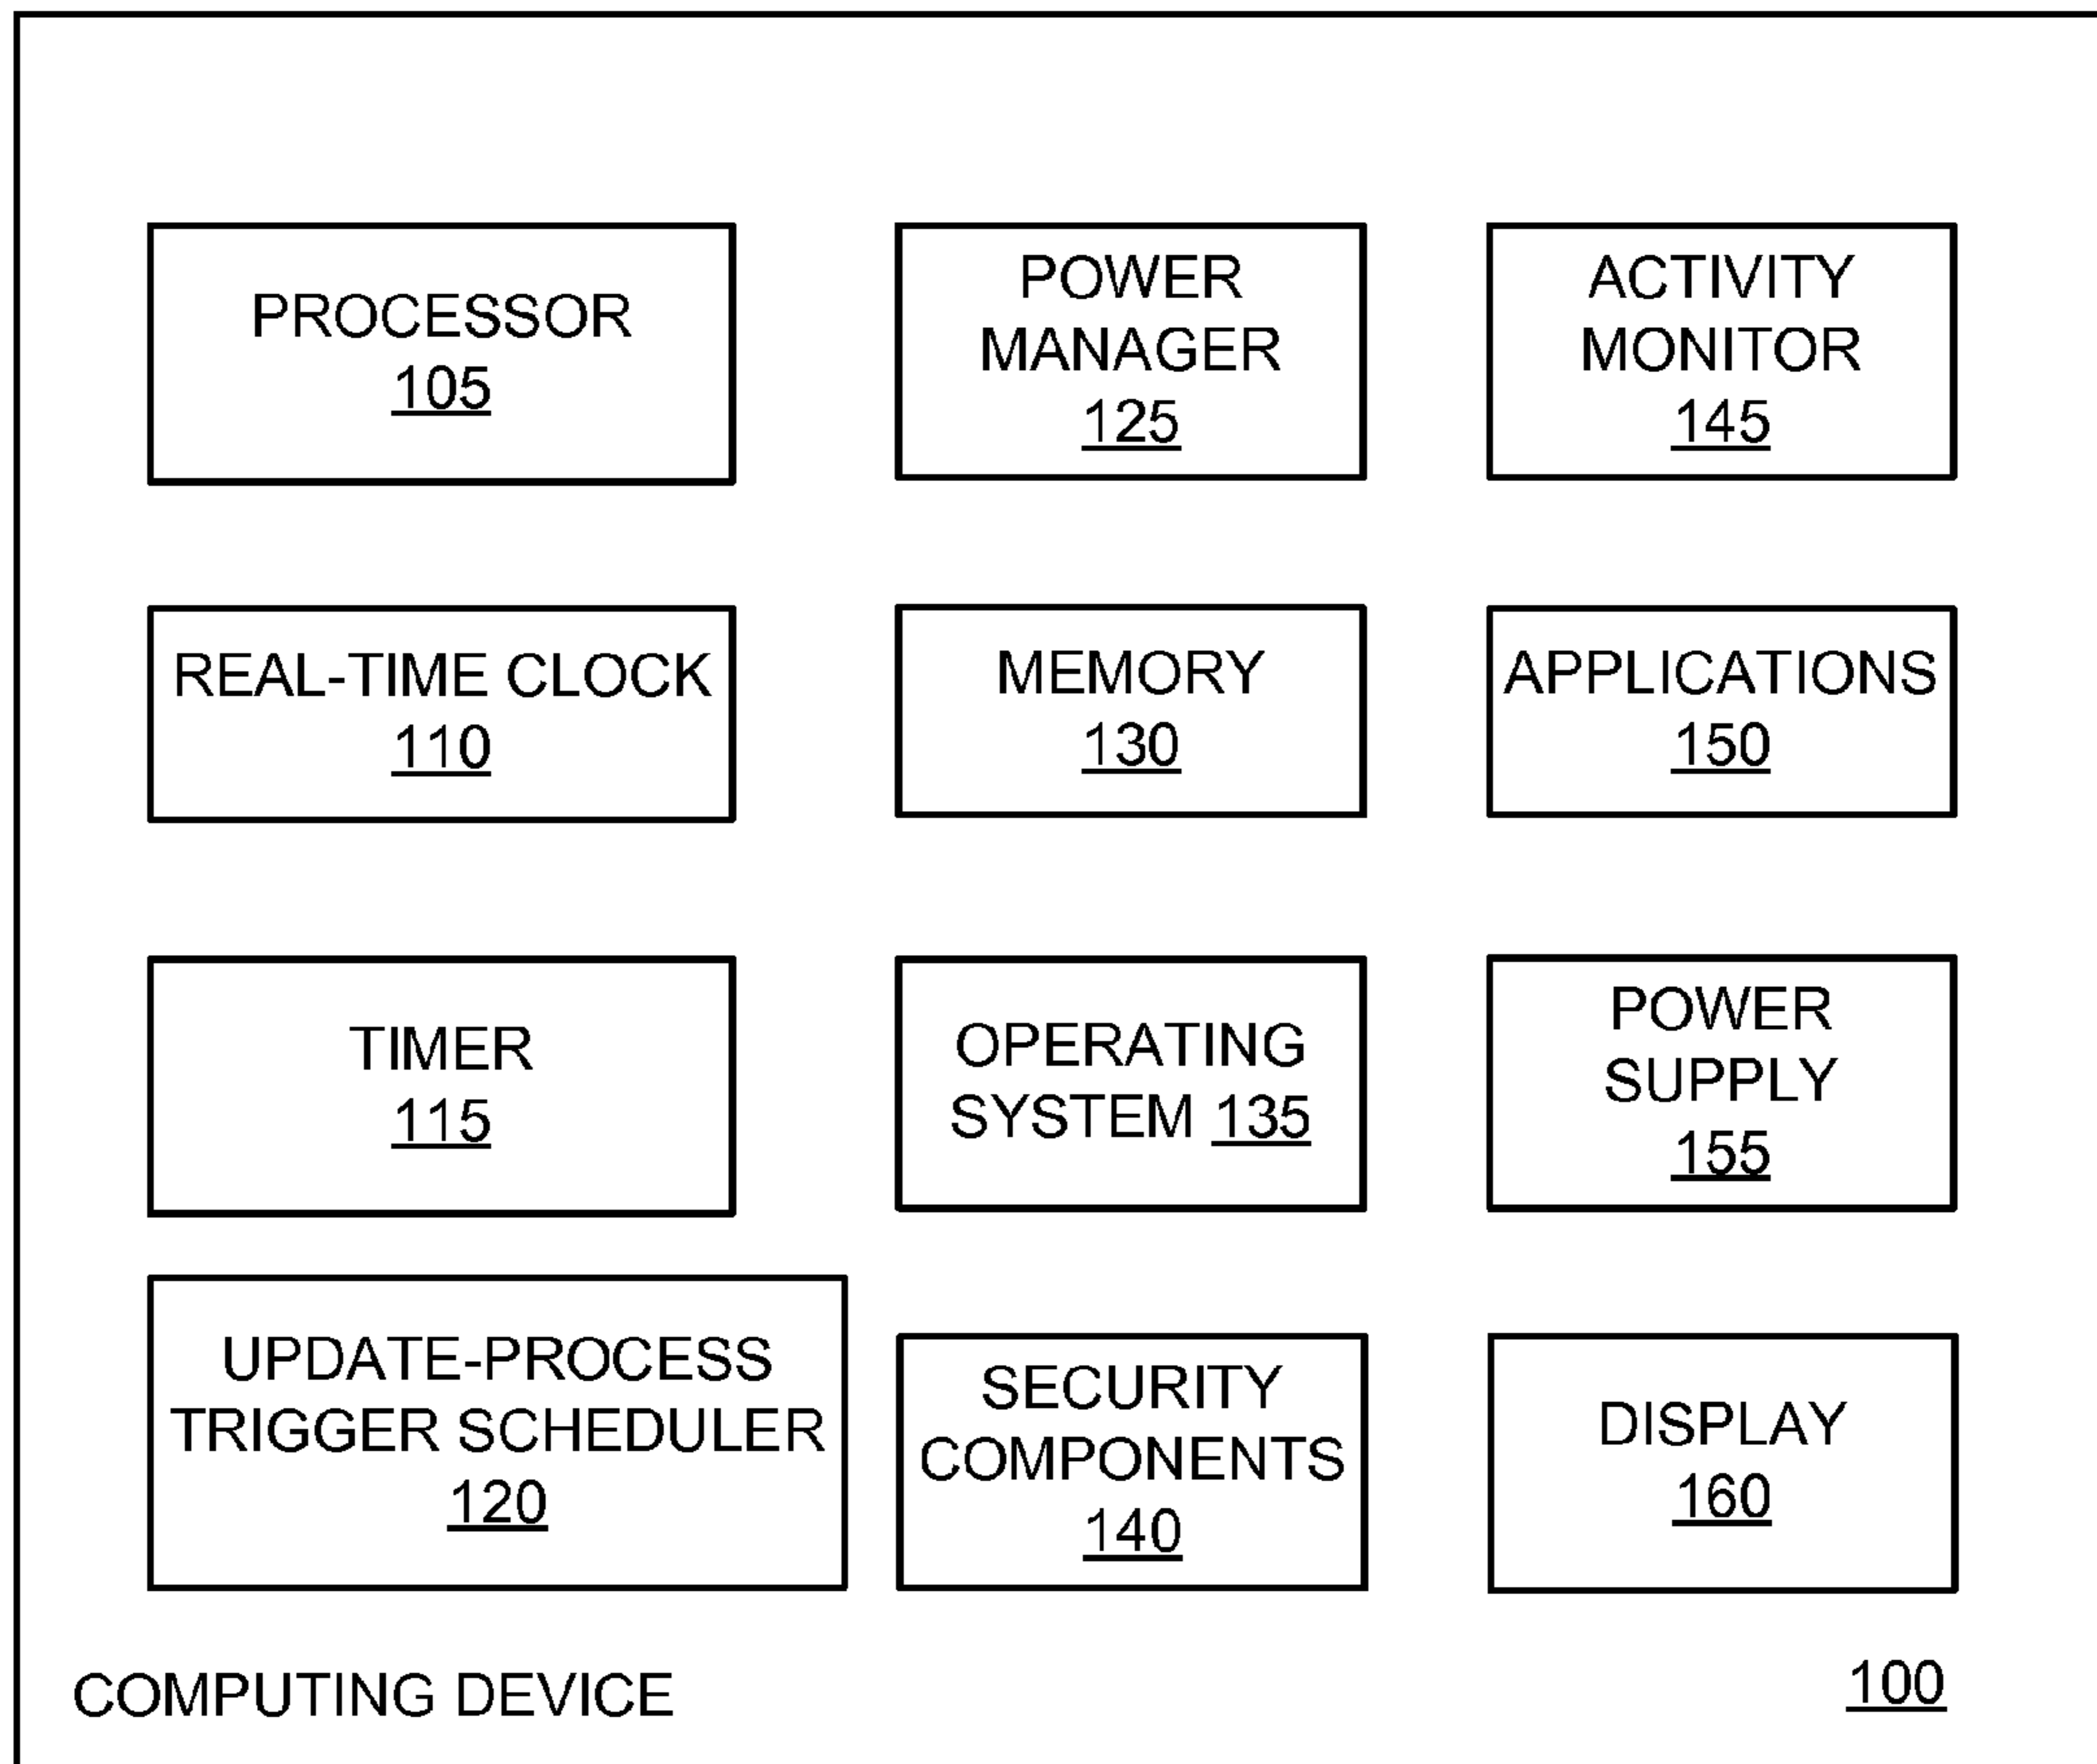 PROCESSOR
105
POWER
MANAGER
125
ACTIVITY
MONITOR
145
REAL-TIME CLOCK
110
MEMORY
130
APPLICATIONS
150
TIMER
115
OPERATING
SYSTEM 135
POWER
SUPPLY
155
UPDATE-PROCESS
TRIGGER SCHEDULER
120
SECURITY
COMPONENTS
140
DISPLAY
160
COMPUTING DEVICE
100